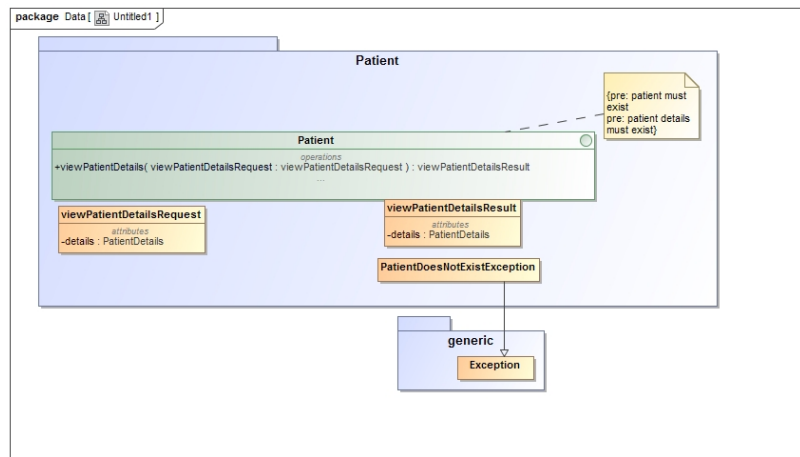 package Data [ Untitled1 ]
Patient
{pre: patient must
exist
pre: patient details
must exist}
Patient
operations
+viewPatientDetails( viewPatientDetailsRequest : viewPatientDetailsRequest ) : viewPatientDetailsResult
...
viewPatientDetailsRequest
attributes
-details : PatientDetails
viewPatientDetailsResult
attributes
-details : PatientDetails
PatientDoesNotExistException
generic
Exception